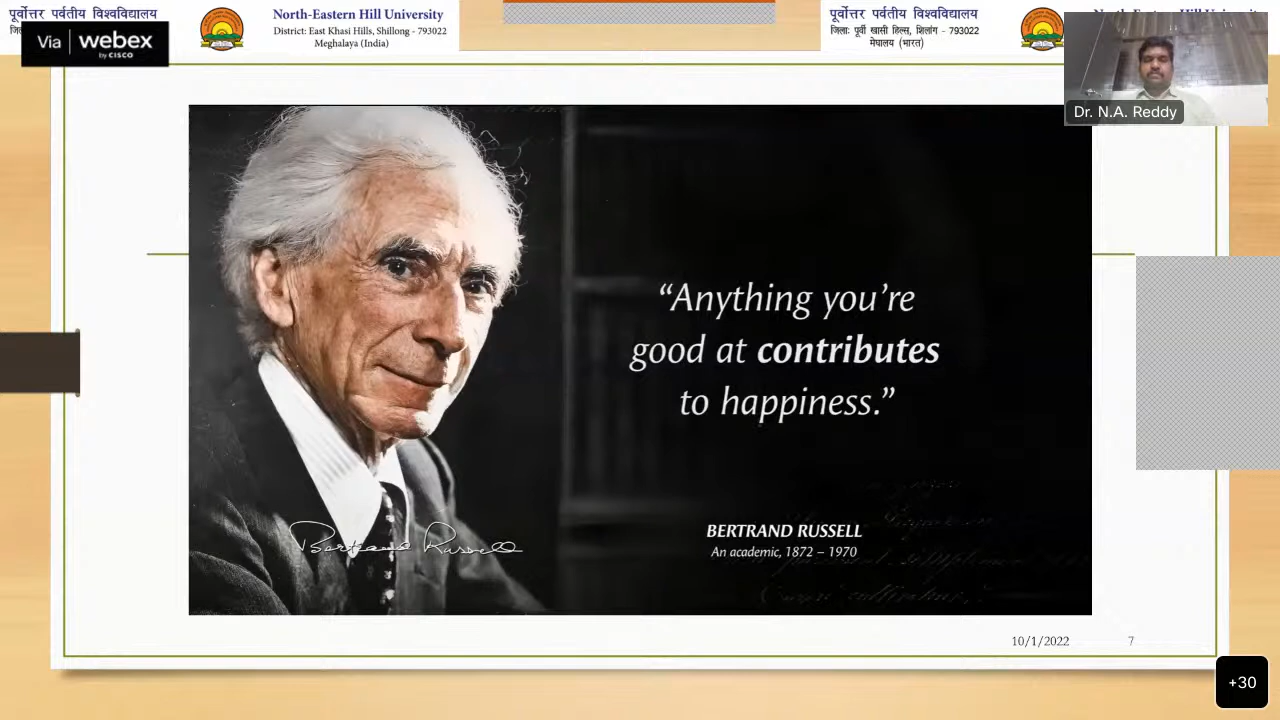 पूर्वोत्तर पर्वतीय विश्वविद्यालय
North-Eastern Hill University
District: East Khasi Hills, Shillong - 793022
Meghalaya (India)
पूर्वोत्तर पर्वतीय विश्वविद्यालय
जिला: पूर्वी खासी हिल्स, शिलांग - 793022
मेघालय (भारत)
Via webex
by CISCO
Dr. N.A. Reddy
“Anything you’re
good at contributes
to happiness.”
Bertrand Russell
BERTRAND RUSSELL
An academic, 1872 – 1970
10/1/2022 7
+30